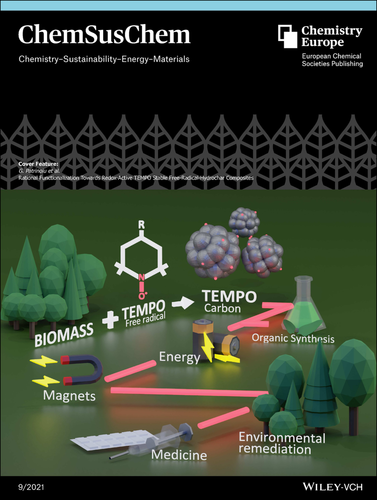 ChemSusChem
Chemistry–Sustainability–Energy–Materials
Chemistry
Europe
European Chemical
Societies Publishing
Cover Feature:
G. Patrinoiu et al.
Rational Functionalization Towards Redox-Active TEMPO Stable Free-Radical-Hydrochar Composites
R
N
O•
BIOMASS + TEMPO → TEMPO
Free radical
Carbon
Energy
Organic Synthesis
Magnets
Medicine
Environmental
remediation
9/2021
WILEY-VCH